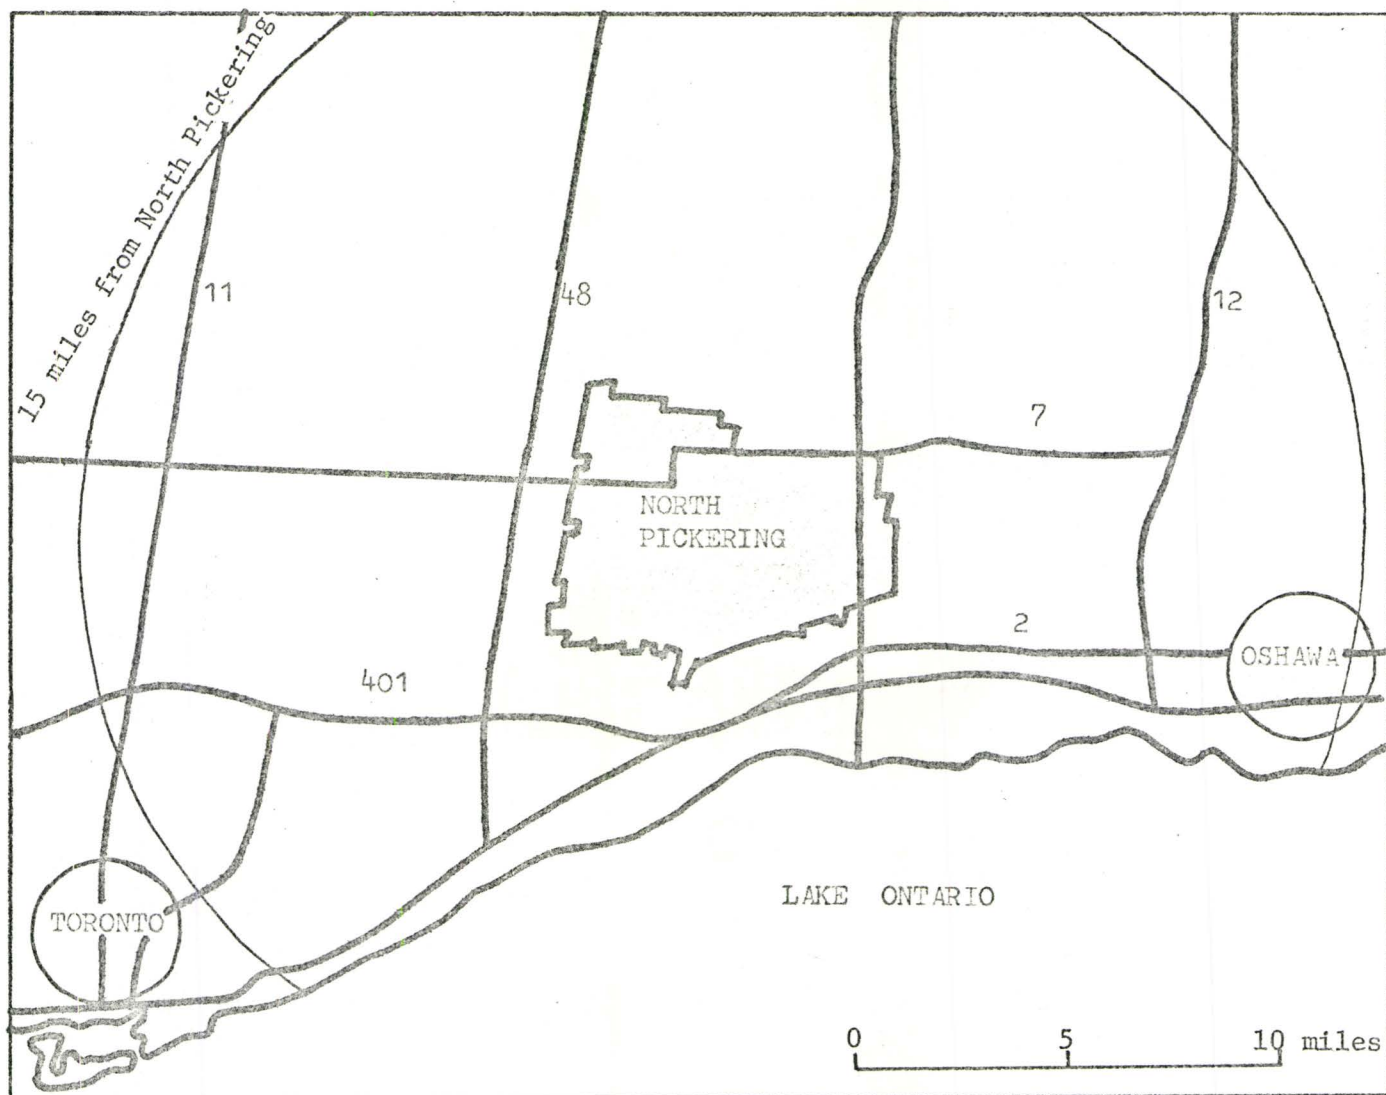 15 miles from North Pickering
11
48
12
7
NORTH
PICKERING
2
OSHAWA
401
TORONTO
LAKE ONTARIO
0 5 10 miles